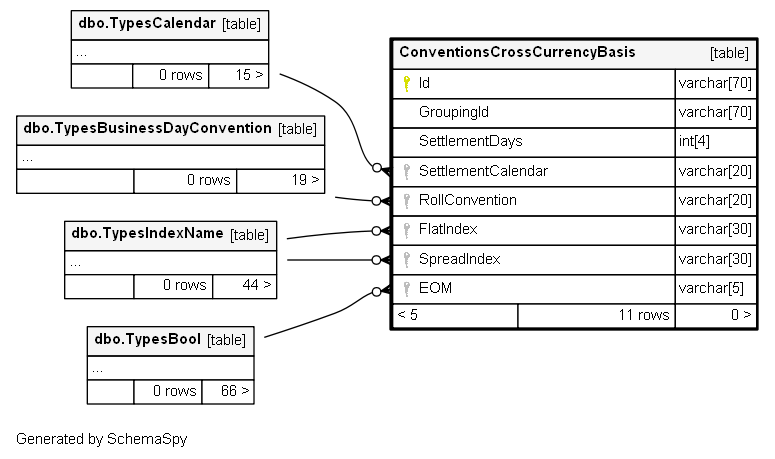 dbo.TypesCalendar [table]
...
0 rows 15 >
dbo.TypesBusinessDayConvention [table]
...
0 rows 19 >
dbo.TypesIndexName [table]
...
0 rows 44 >
dbo.TypesBool [table]
...
0 rows 66 >
ConventionsCrossCurrencyBasis [table]
Id varchar[70]
GroupingId varchar[70]
SettlementDays int[4]
SettlementCalendar varchar[20]
RollConvention varchar[20]
FlatIndex varchar[30]
SpreadIndex varchar[30]
EOM varchar[5]
< 5 11 rows 0 >
Generated by SchemaSpy